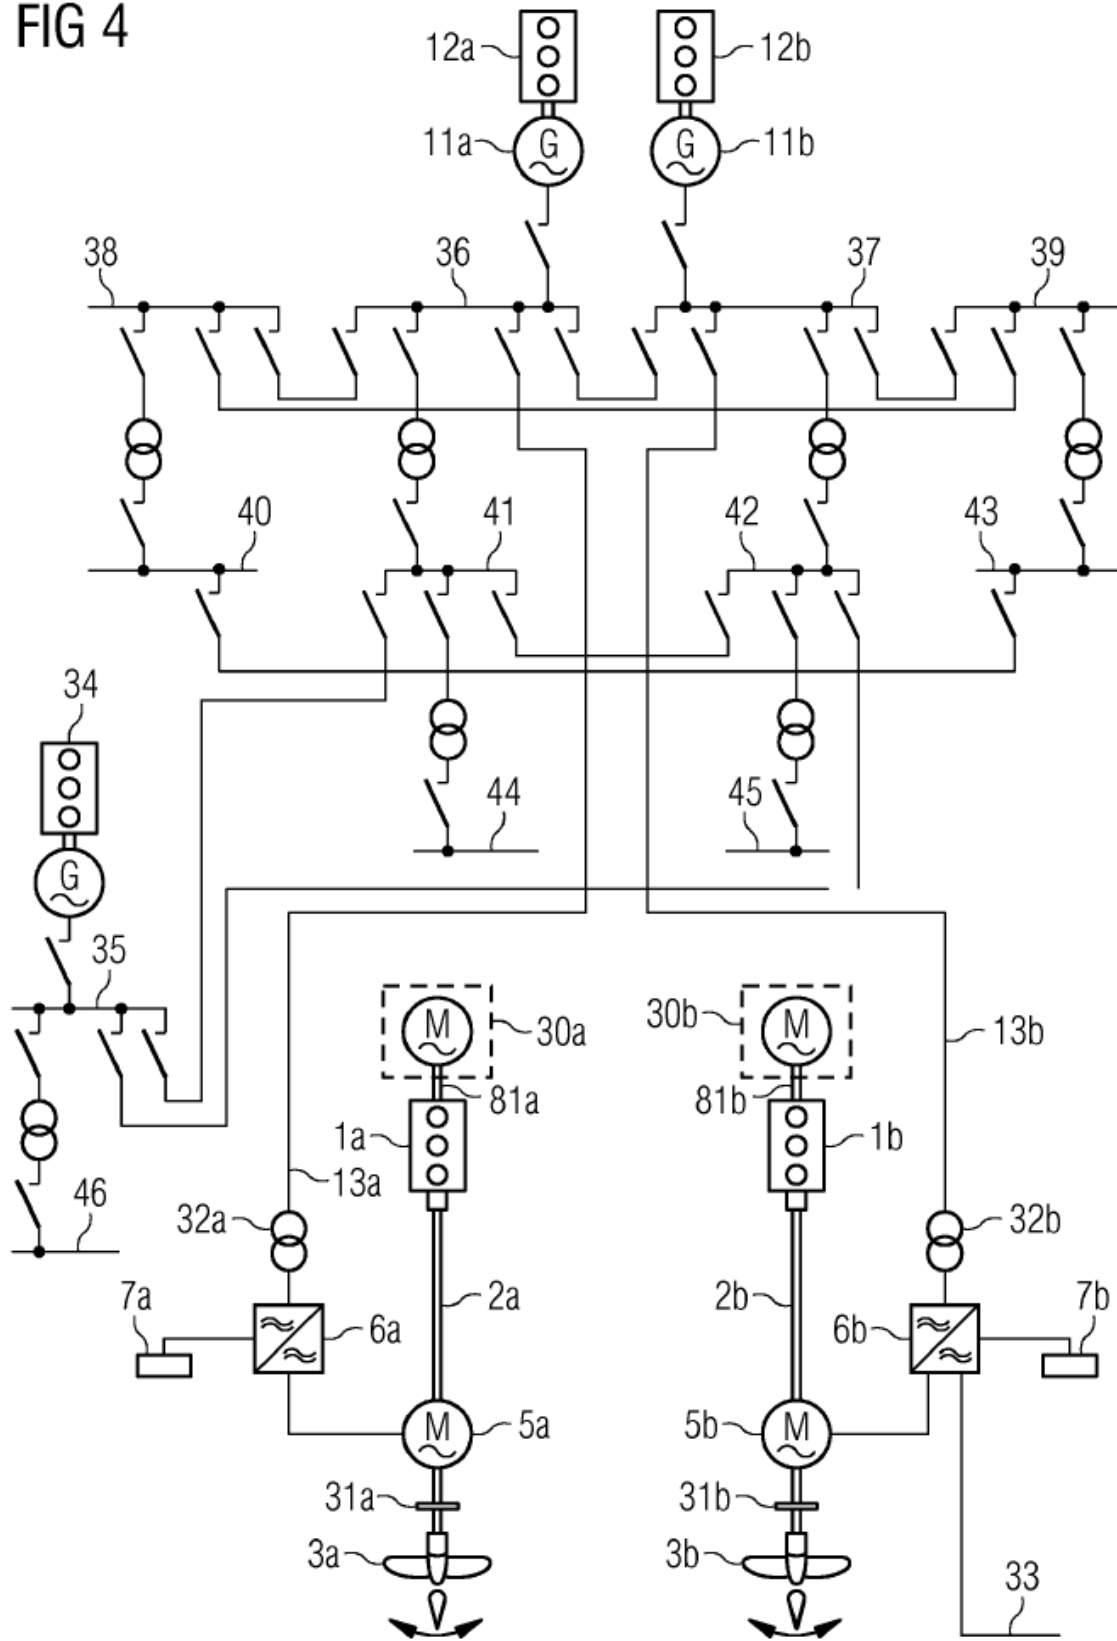 FIG 4
12a 12b
G G
11a 11b
38 36 37 39
40 41 42 43
34
44 45
G
35
M M
30a 30b 13b
81a 81b
1a 1b
13a
46
32a 32b
7a 2a 2b 7b
6a 6b
M M
5a 5b
31a 31b
3a 3b
33